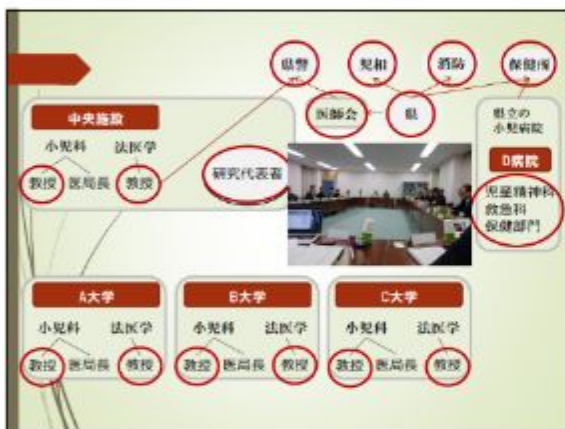 県警 児相 消防 保健所
医師会 県
中央施設
小児科 法医学
教授 医局長 教授
研究代表者
県立の
小児病院
D病院
児童精神科
救急科
保健部門
A大学
小児科 法医学
教授 医局長 教授
B大学
小児科 法医学
教授 医局長 教授
C大学
小児科 法医学
教授 医局長 教授